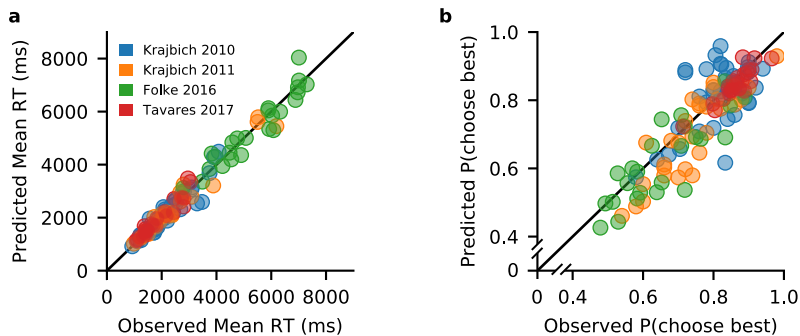 a
Predicted Mean RT (ms)
8000
6000
4000
2000
0
Krajbich 2010
Krajbich 2011
Folke 2016
Tavares 2017
0 2000 4000 6000 8000
Observed Mean RT (ms)
b
Predicted P(choose best)
1.0
0.8
0.6
0.4
0
0 0.4 0.6 0.8 1.0
Observed P(choose best)